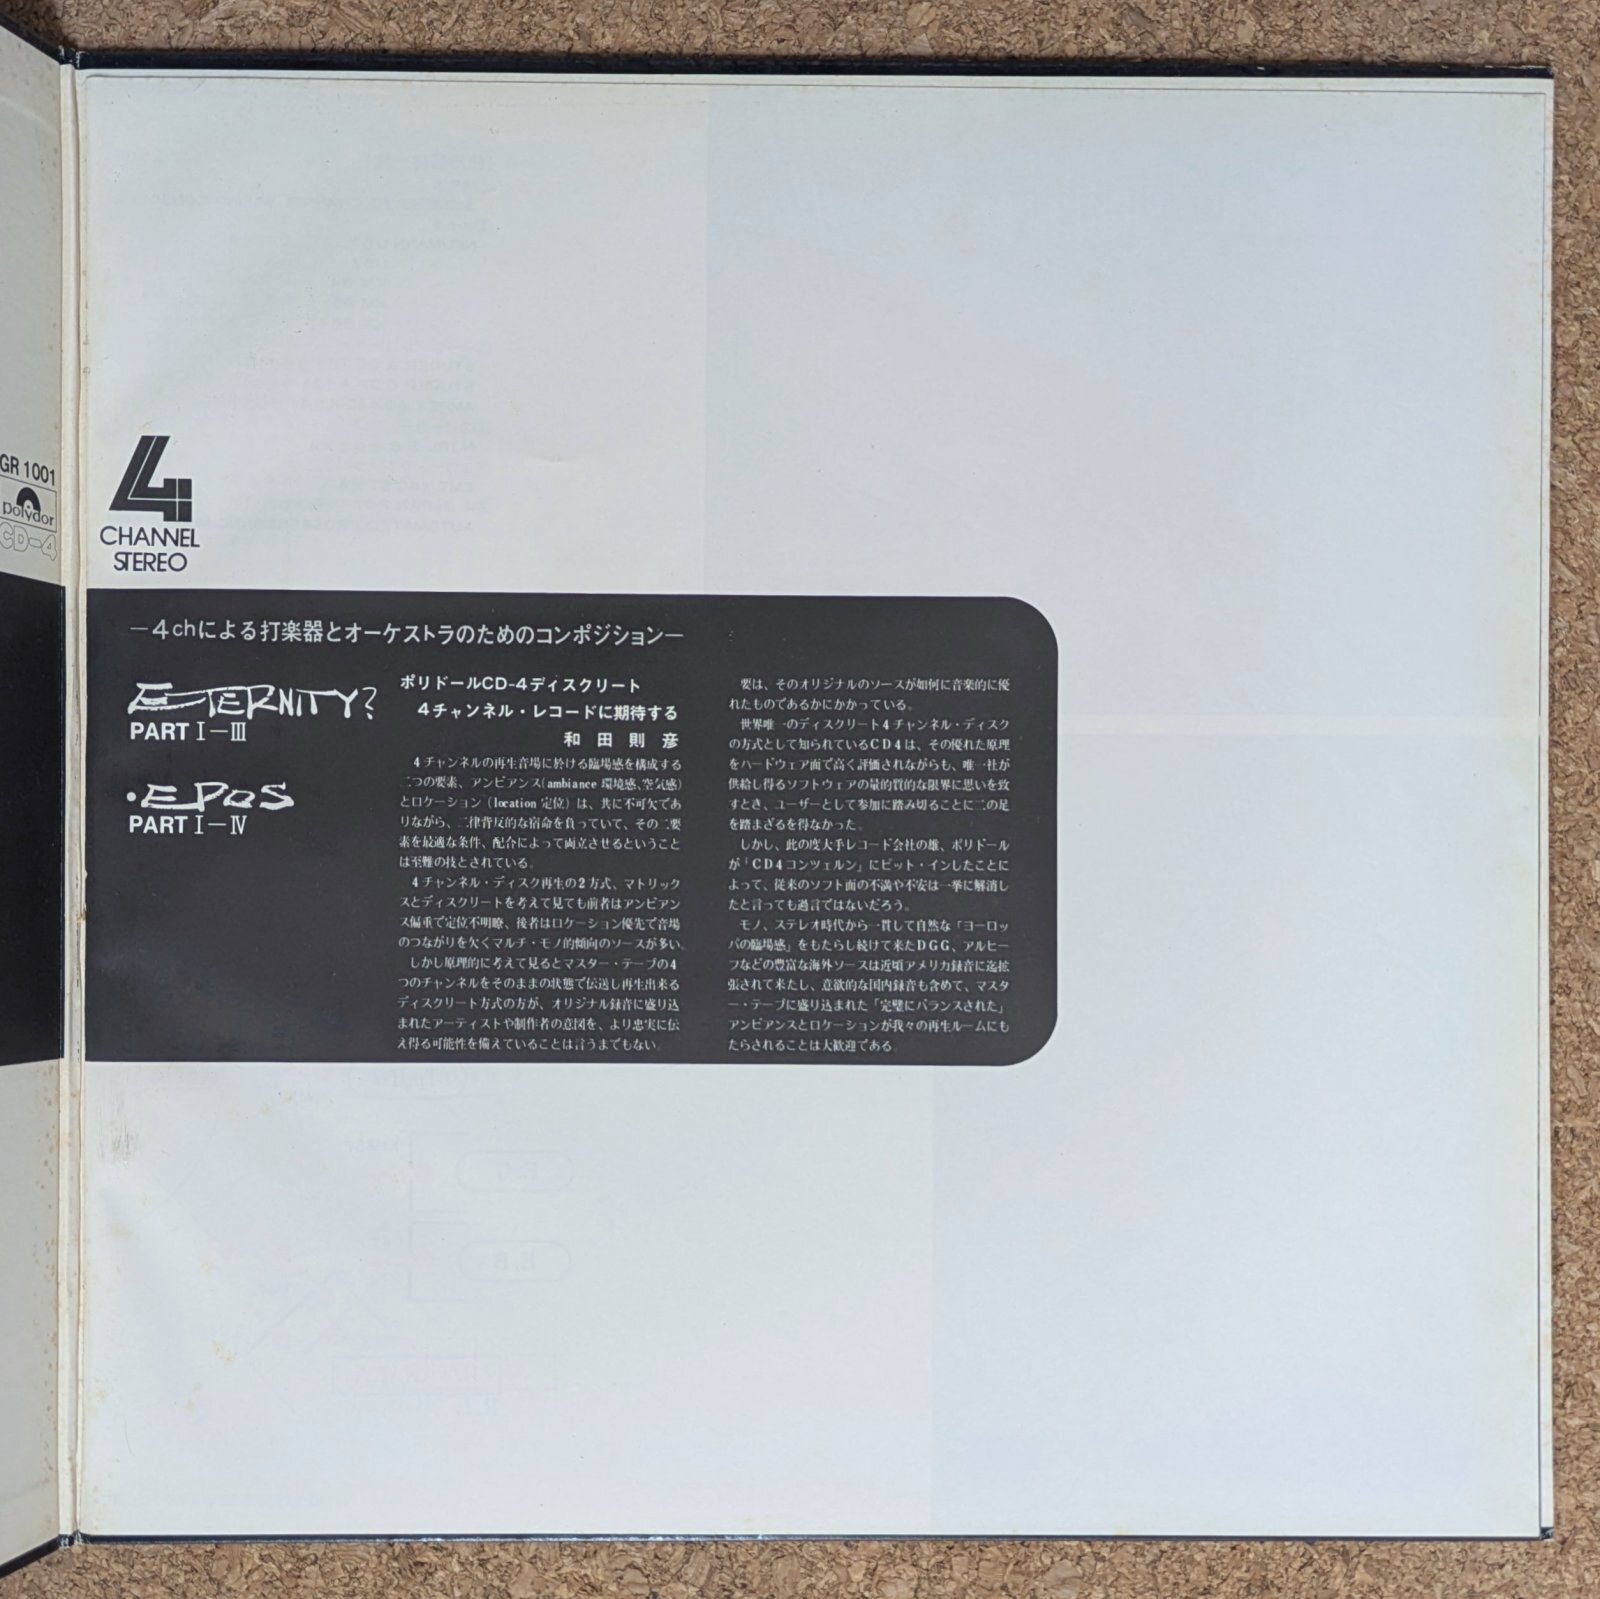 GR 1001
polydor
CD-4
4
CHANNEL
STEREO
—4chによる打楽器とオーケストラのためのコンポジション—
ETERNITY?
PART I—III
・EPOS
PART I—IV
ポリドールCD-4ディスクリート
4チャンネル・レコードに期待する
和田則彦
4チャンネルの再生音場に於ける臨場感を構成する
二つの要素、アンビアンス(ambiance 環境感、空気感)
とロケーション(location 定位)は、共に不可欠であ
りながら、二律背反的な宿命を負っていて、その二要
素を最適な条件、配合によって両立させるということ
は至難の技とされている。
4チャンネル・ディスク再生の2方式、マトリック
スとディスクリートを考えて見ても前者はアンビアン
ス偏重で定位不明瞭、後者はロケーション優先で音場
のつながりを欠くマルチ・モノ的傾向のソースが多い。
しかし原理的に考えて見るとマスター・テープの4
つのチャンネルをそのままの状態で伝送し再生出来る
ディスクリート方式の方が、オリジナル録音に盛り込
まれたアーティストや制作者の意図を、より忠実に伝
え得る可能性を備えていることは言うまでもない。
要は、そのオリジナルのソースが如何に音楽的に優
れたものであるかにかかっている。
世界唯一のディスクリート4チャンネル・ディスク
の方式として知られているCD4は、その優れた原理
をハードウェア面で高く評価されながらも、唯一社が
供給し得るソフトウェアの量的質的な限界に思いを致
すとき、ユーザーとして参加に踏み切ることに二の足
を踏まざるを得なかった。
しかし、此の度大手レコード会社の雄、ポリドール
が「CD4コンツェルン」にピット・インしたことに
よって、従来のソフト面の不満や不安は一挙に解消し
たと言っても過言ではないだろう。
モノ、ステレオ時代から一貫して自然な「ヨーロッ
パの臨場感」をもたらし続けて来たDGG、アルヒー
フなどの豊富な海外ソースは近頃アメリカ録音に迄拡
張されて来たし、意欲的な国内録音も含めて、マスタ
ー・テープに盛り込まれた「完璧にバランスされた」
アンビアンスとロケーションが我々の再生ルームにも
たらされることは大歓迎である。